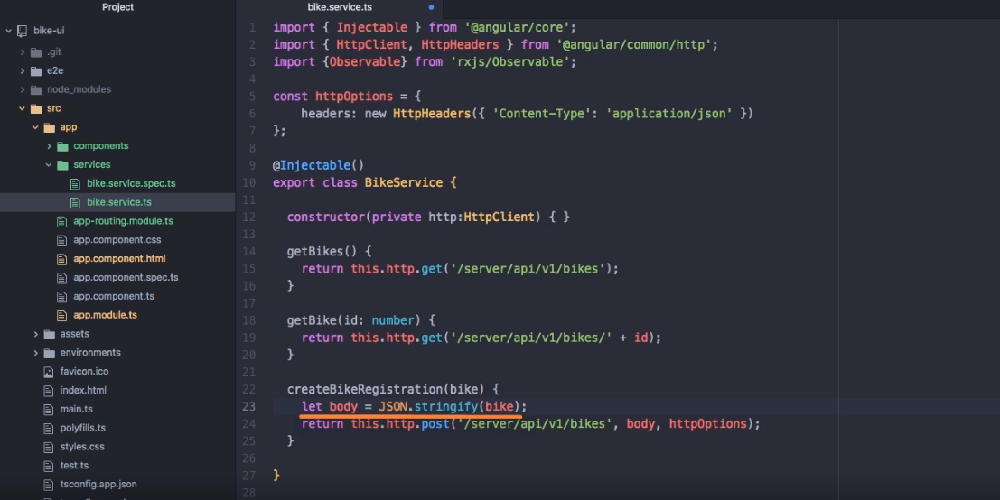 Project
bike.service.ts
bike-ui
.git
e2e
node_modules
src
app
components
services
bike.service.spec.ts
bike.service.ts
app-routing.module.ts
app.component.css
app.component.html
app.component.spec.ts
app.component.ts
app.module.ts
assets
environments
favicon.ico
index.html
main.ts
polyfills.ts
styles.css
test.ts
tsconfig.app.json
1 import { Injectable } from '@angular/core';
2 import { HttpClient, HttpHeaders } from '@angular/common/http';
3 import {Observable} from 'rxjs/Observable';
4
5 const httpOptions = {
6 headers: new HttpHeaders({ 'Content-Type': 'application/json' })
7 };
8
9 @Injectable()
10 export class BikeService {
11
12 constructor(private http:HttpClient) { }
13
14 getBikes() {
15 return this.http.get('/server/api/v1/bikes');
16 }
17
18 getBike(id: number) {
19 return this.http.get('/server/api/v1/bikes/' + id);
20 }
21
22 createBikeRegistration(bike) {
23 let body = JSON.stringify(bike);
24 return this.http.post('/server/api/v1/bikes', body, httpOptions);
25 }
26
27 }
28